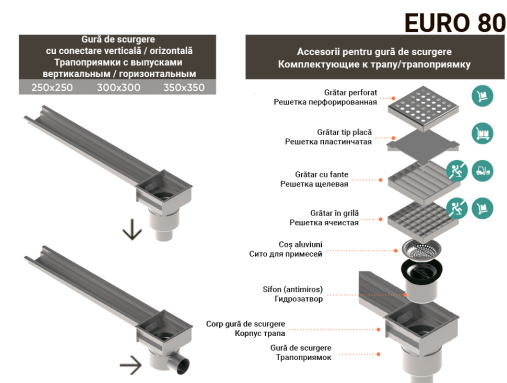 EURO 80
Gură de scurgere
cu conectare verticală / orizontală
Трапоприямки с выпусками
вертикальным / горизонтальным
250x250 300x300 350x350
Accesorii pentru gură de scurgere
Комплектующие к трапу/трапоприямку
Grătar perforat
Решетка перфорированная
Grătar tip placă
Решетка пластинчатая
Grătar cu fante
Решетка щелевая
Grătar în grilă
Решетка ячеистая
Coș aluviuni
Сито для примесей
Sifon (antimiros)
Гидрозатвор
Corp gură de scurgere
Корпус трапа
Gură de scurgere
Трапоприямок